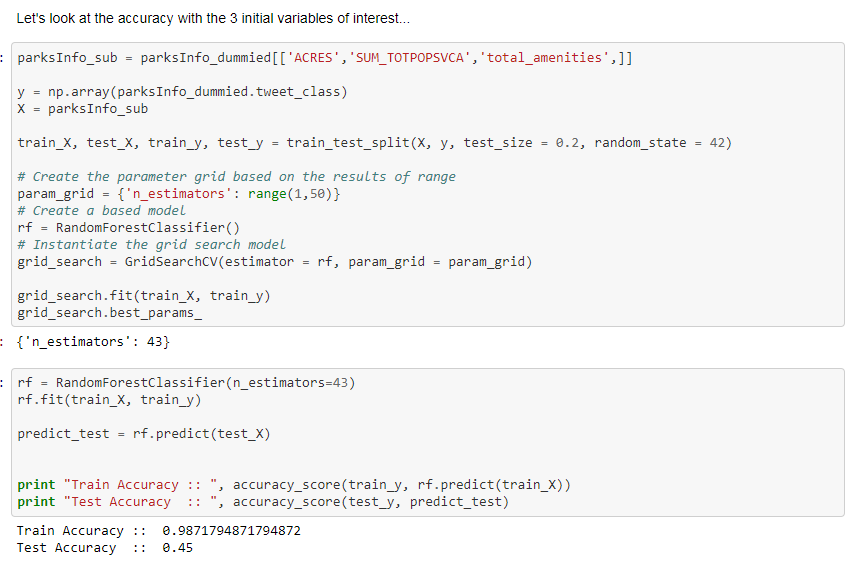 Let's look at the accuracy with the 3 initial variables of interest...
: parksInfo_sub = parksInfo_dummied[['ACRES','SUM_TOTPOPSVCA','total_amenities',]]
y = np.array(parksInfo_dummied.tweet_class)
X = parksInfo_sub
train_X, test_X, train_y, test_y = train_test_split(X, y, test_size = 0.2, random_state = 42)
# Create the parameter grid based on the results of range
param_grid = {'n_estimators': range(1,50)}
# Create a based model
rf = RandomForestClassifier()
# Instantiate the grid search model
grid_search = GridSearchCV(estimator = rf, param_grid = param_grid)
grid_search.fit(train_X, train_y)
grid_search.best_params_
: {'n_estimators': 43}
: rf = RandomForestClassifier(n_estimators=43)
rf.fit(train_X, train_y)
predict_test = rf.predict(test_X)
print "Train Accuracy :: ", accuracy_score(train_y, rf.predict(train_X))
print "Test Accuracy  :: ", accuracy_score(test_y, predict_test)
Train Accuracy ::  0.9871794871794872
Test Accuracy  ::  0.45